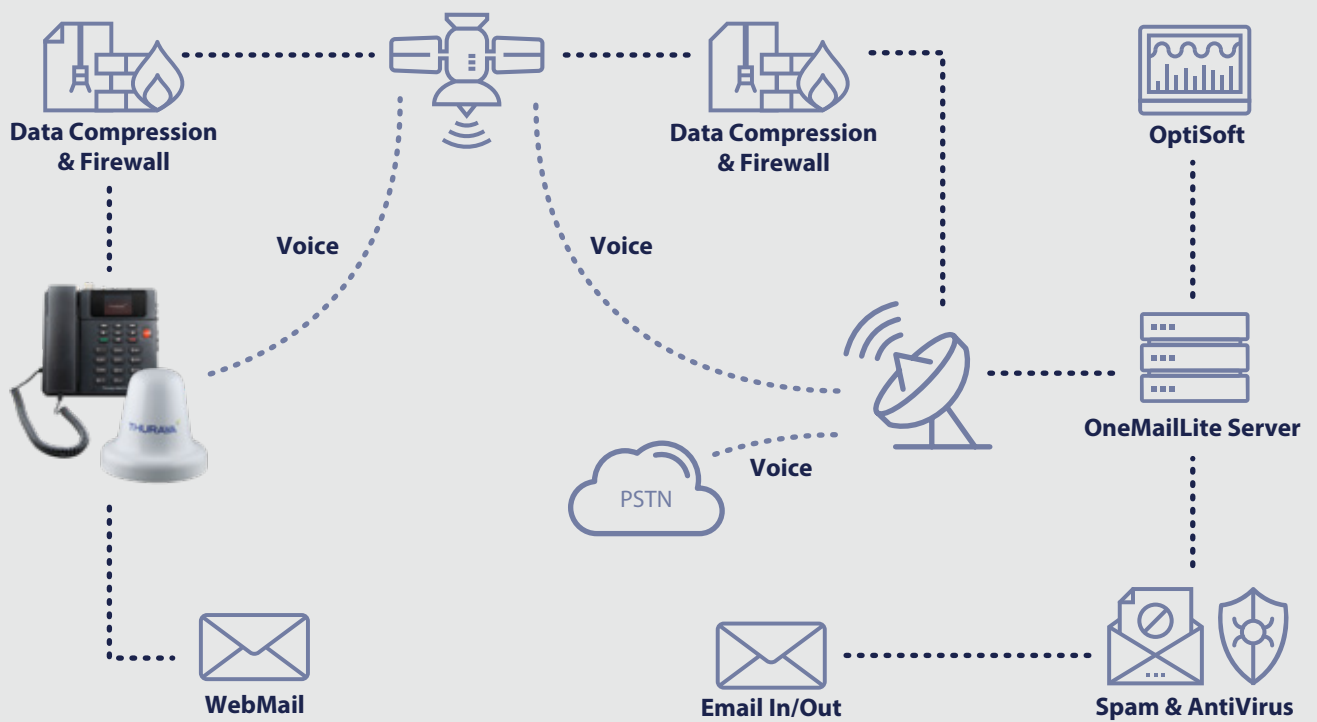 Data Compression
& Firewall
Data Compression
& Firewall
OptiSoft
Voice
Voice
THURAYA
OneMailLite Server
Voice
PSTN
WebMail
Email In/Out
Spam & AntiVirus